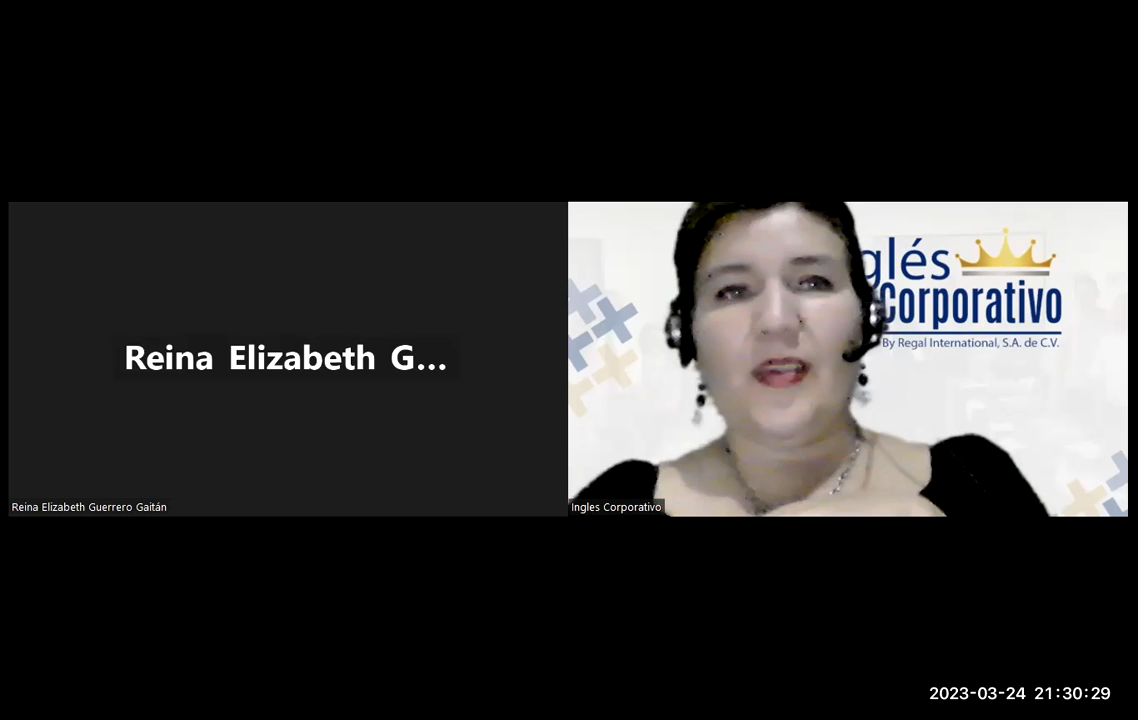 Reina Elizabeth G...
Reina Elizabeth Guerrero Gaitán
glés
Corporativo
By Regal International, S.A. de C.V.
Ingles Corporativo
2023-03-24 21:30:29